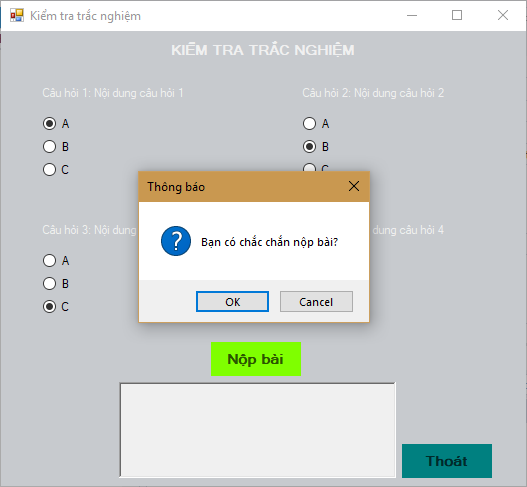 Kiểm tra trắc nghiệm
KIỂM TRA TRẮC NGHIỆM
Câu hỏi 1: Nội dung câu hỏi 1
A
B
C
Câu hỏi 2: Nội dung câu hỏi 2
A
B
C
Thông báo
Bạn có chắc chắn nộp bài?
OK
Cancel
Câu hỏi 3: Nội dung
A
B
C
câu hỏi 4
Nộp bài
Thoát